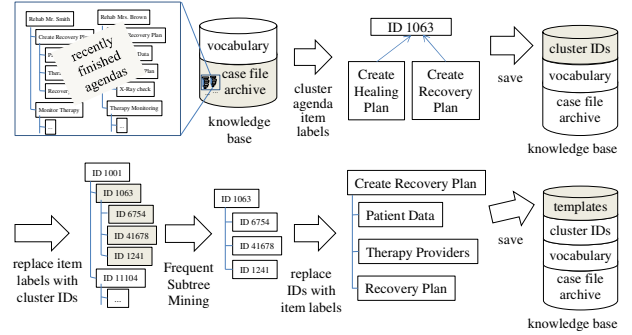 Rehab Mr. Smith
Rehab Mrs. Brown
Create Recovery Plan
Recovery Plan
recently
finished
agendas
Data
Plan
Recover
X-Ray check
Monitor Therapy
Therapy Monitoring
...
...
vocabulary
case file
archive
knowledge
base
cluster
agenda
item
labels
ID 1063
Create
Healing
Plan
Create
Recovery
Plan
save
cluster IDs
vocabulary
case file
archive
knowledge base
replace item
labels with
cluster IDs
ID 1001
ID 1063
ID 6754
ID 41678
ID 1241
ID 11104
...
Frequent
Subtree
Mining
ID 1063
ID 6754
ID 41678
ID 1241
replace
IDs with
item labels
Create Recovery Plan
Patient Data
Therapy Providers
Recovery Plan
save
templates
cluster IDs
vocabulary
case file
archive
knowledge base